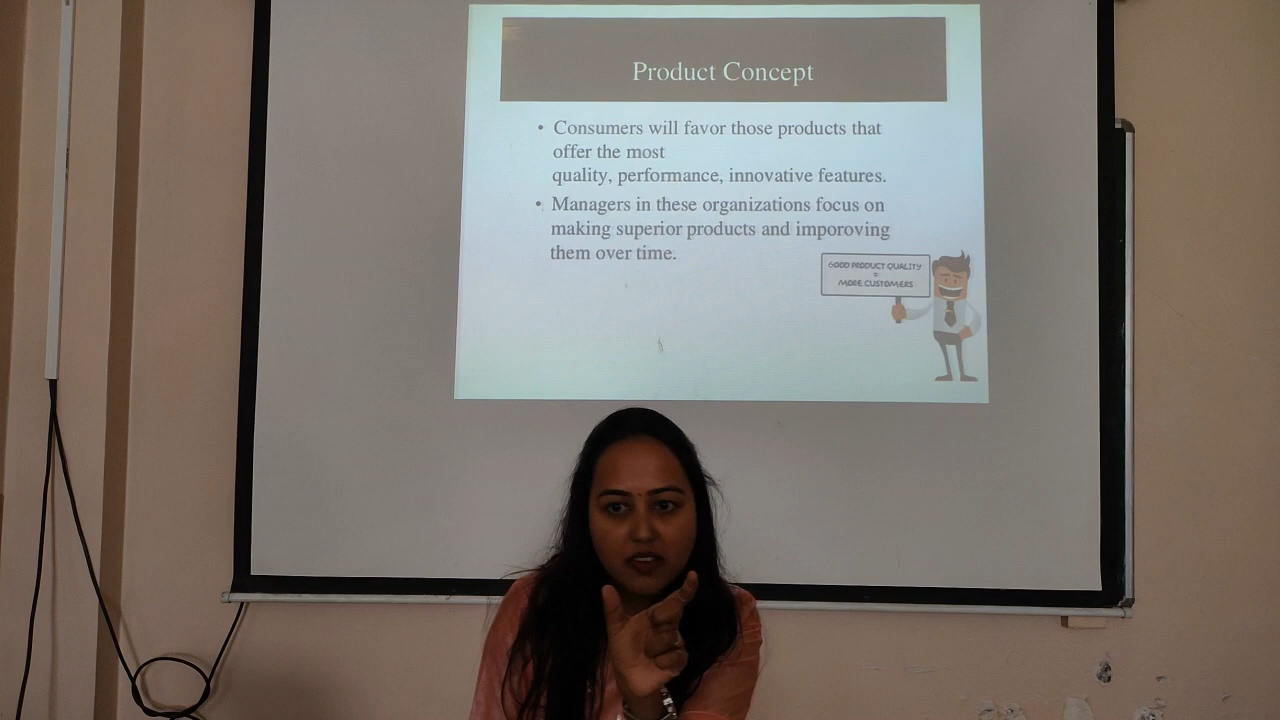 Product Concept
• Consumers will favor those products that
offer the most
quality, performance, innovative features.
• Managers in these organizations focus on
making superior products and imporoving
them over time.
GOOD PRODUCT QUALITY
=
MORE CUSTOMERS